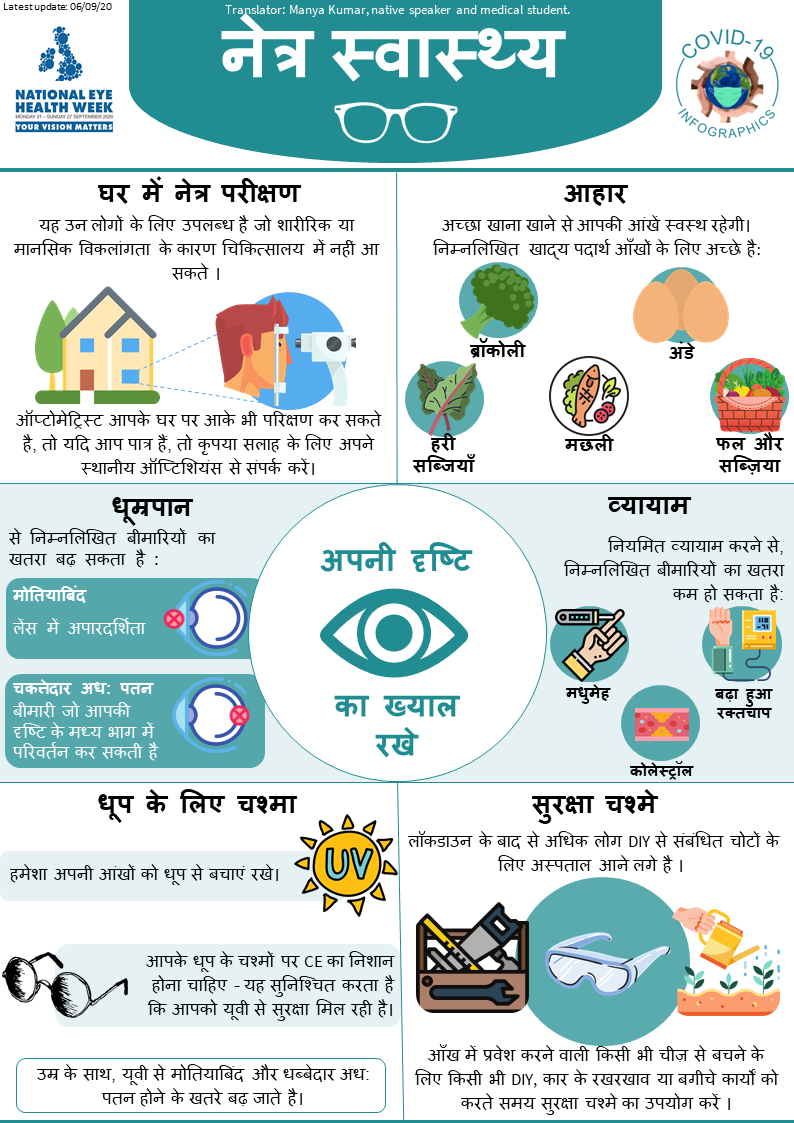 Latest update: 06/09/20
Translator: Manya Kumar, native speaker and medical student.
नेत्र स्वास्थ्य
NATIONAL EYE
HEALTH WEEK
MONDAY 21 - SUNDAY 27 SEPTEMBER 2020
YOUR VISION MATTERS
COVID-19
INFOGRAPHICS
घर में नेत्र परीक्षण
यह उन लोगों के लिए उपलब्ध है जो शारीरिक या
मानसिक विकलांगता के कारण चिकित्सालय में नहीं आ
सकते ।
ऑप्टोमेट्रिस्ट आपके घर पर आके भी परिक्षण कर सकते
है, तो यदि आप पात्र हैं, तो कृपया सलाह के लिए अपने
स्थानीय ऑप्टिशियंस से संपर्क करें।
आहार
अच्छा खाना खाने से आपकी आंखें स्वस्थ रहेगी।
निम्नलिखित खाद्य पदार्थ आँखों के लिए अच्छे है:
ब्रॉकोली
अंडे
हरी
सब्जियाँ
मछली
फल और
सब्ज़िया
धूम्रपान
से निम्नलिखित बीमारियों का
खतरा बढ़ सकता है :
मोतियाबिंद
लेंस में अपारदर्शिता
चकत्तेदार अध: पतन
बीमारी जो आपकी
दृष्टि के मध्य भाग में
परिवर्तन कर सकती है
अपनी दृष्टि
का ख्याल
रखे
व्यायाम
नियमित व्यायाम करने से,
निम्नलिखित बीमारियों का खतरा
कम हो सकता है:
मधुमेह
बढ़ा हुआ
रक्तचाप
कोलेस्ट्रॉल
धूप के लिए चश्मा
UV
हमेशा अपनी आंखों को धूप से बचाएं रखे।
आपके धूप के चश्मों पर CE का निशान
होना चाहिए - यह सुनिश्चित करता है
कि आपको यूवी से सुरक्षा मिल रही है।
उम्र के साथ, यूवी से मोतियाबिंद और धब्बेदार अध:
पतन होने के खतरे बढ़ जाते है।
सुरक्षा चश्मे
लॉकडाउन के बाद से अधिक लोग DIY से संबंधित चोटों के
लिए अस्पताल आने लगे है ।
आँख में प्रवेश करने वाली किसी भी चीज़ से बचने के
लिए किसी भी DIY, कार के रखरखाव या बगीचे कार्यों को
करते समय सुरक्षा चश्मे का उपयोग करें ।